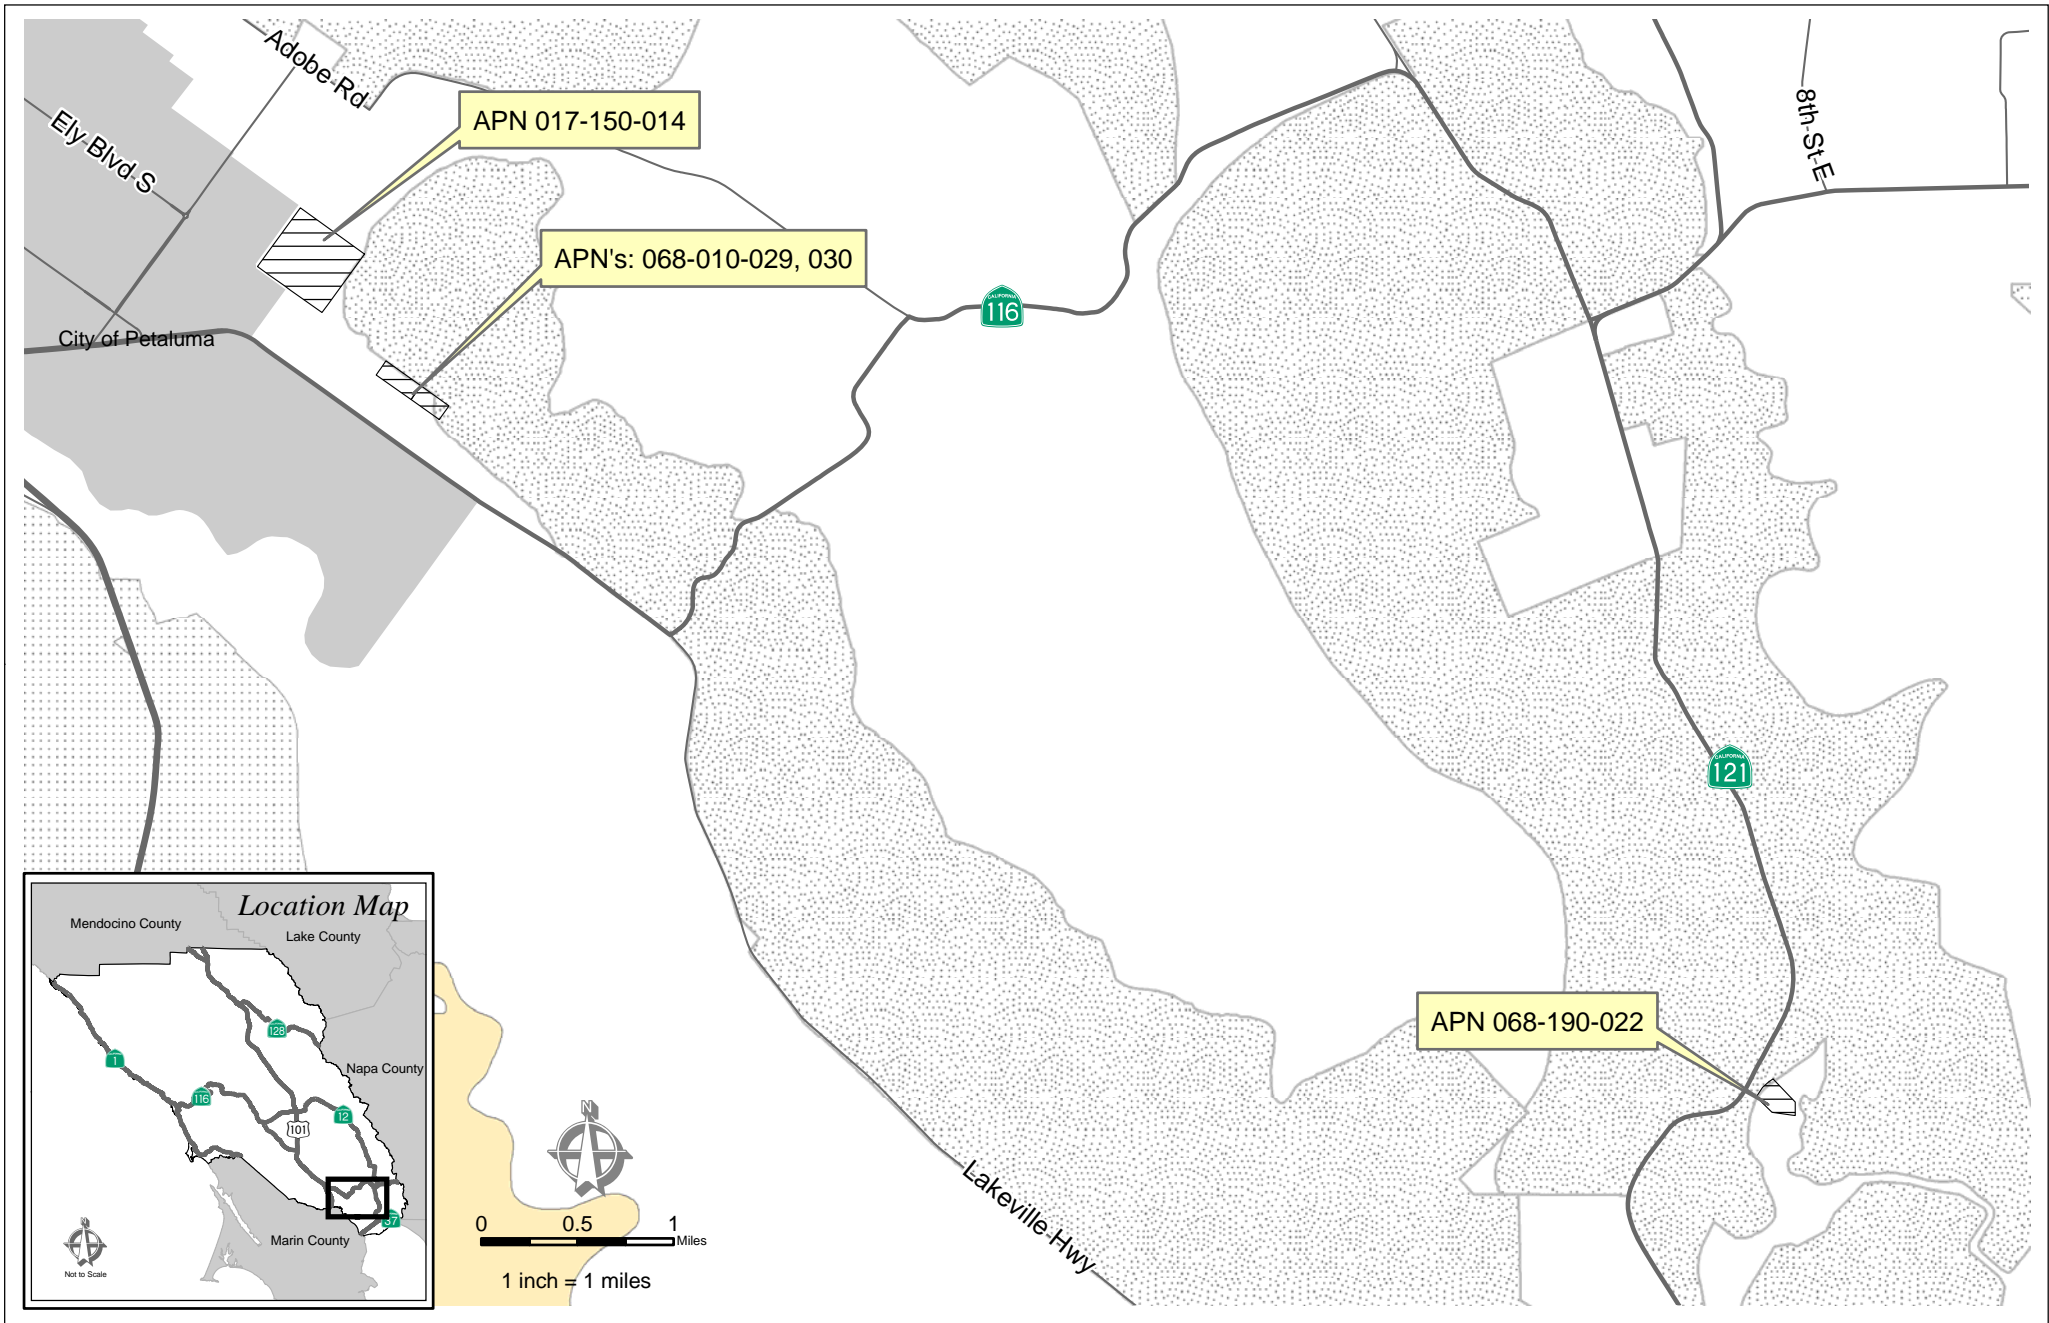 Adobe Rd
Ely Blvd S
APN 017-150-014
8th St E
APN's: 068-010-029, 030
CALIFORNIA
116
City of Petaluma
CALIFORNIA
121
Location Map
Mendocino County
Lake County
128
1
Napa County
116
12
101
37
Marin County
N
Not to Scale
APN 068-190-022
N
Lakeville Hwy
0 0.5 1
Miles
1 inch = 1 miles